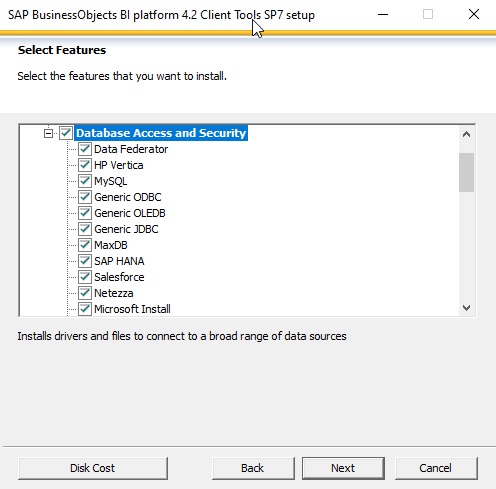 SAP BusinessObjects BI platform 4.2 Client Tools SP7 setup
Select Features
Select the features that you want to install.
Database Access and Security
Data Federator
HP Vertica
MySQL
Generic ODBC
Generic OLEDB
Generic JDBC
MaxDB
SAP HANA
Salesforce
Netezza
Microsoft Install
Installs drivers and files to connect to a broad range of data sources
Disk Cost
Back
Next
Cancel